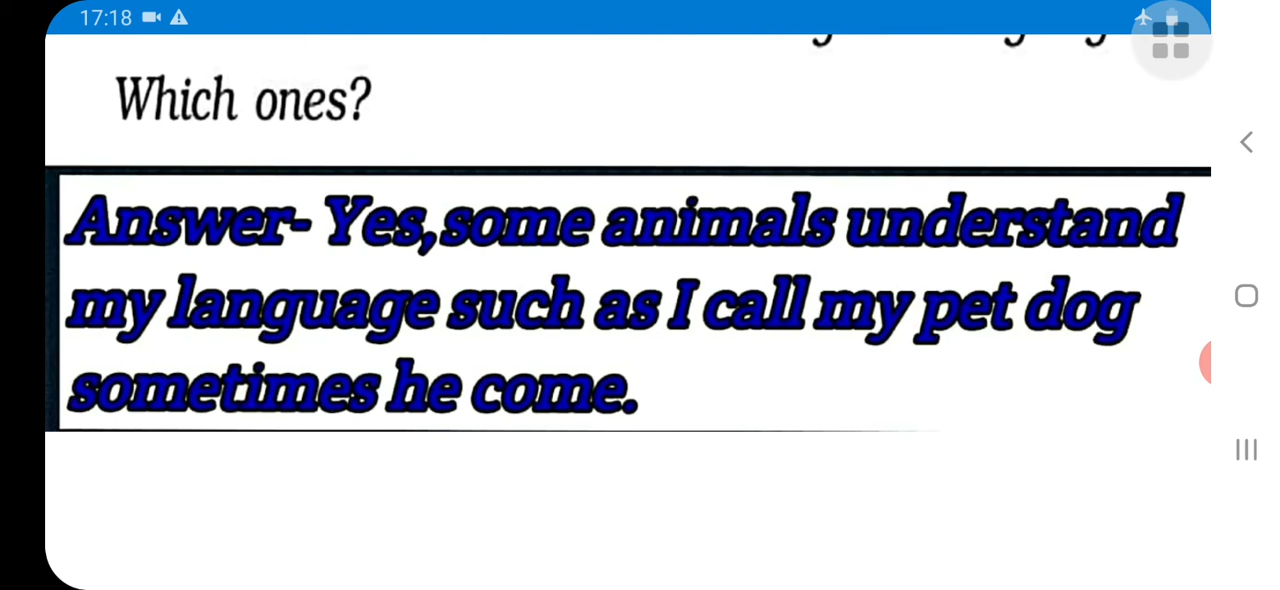 17:18
Which ones?
Answer- Yes,some animals understand
my language such as I call my pet dog
sometimes he come.